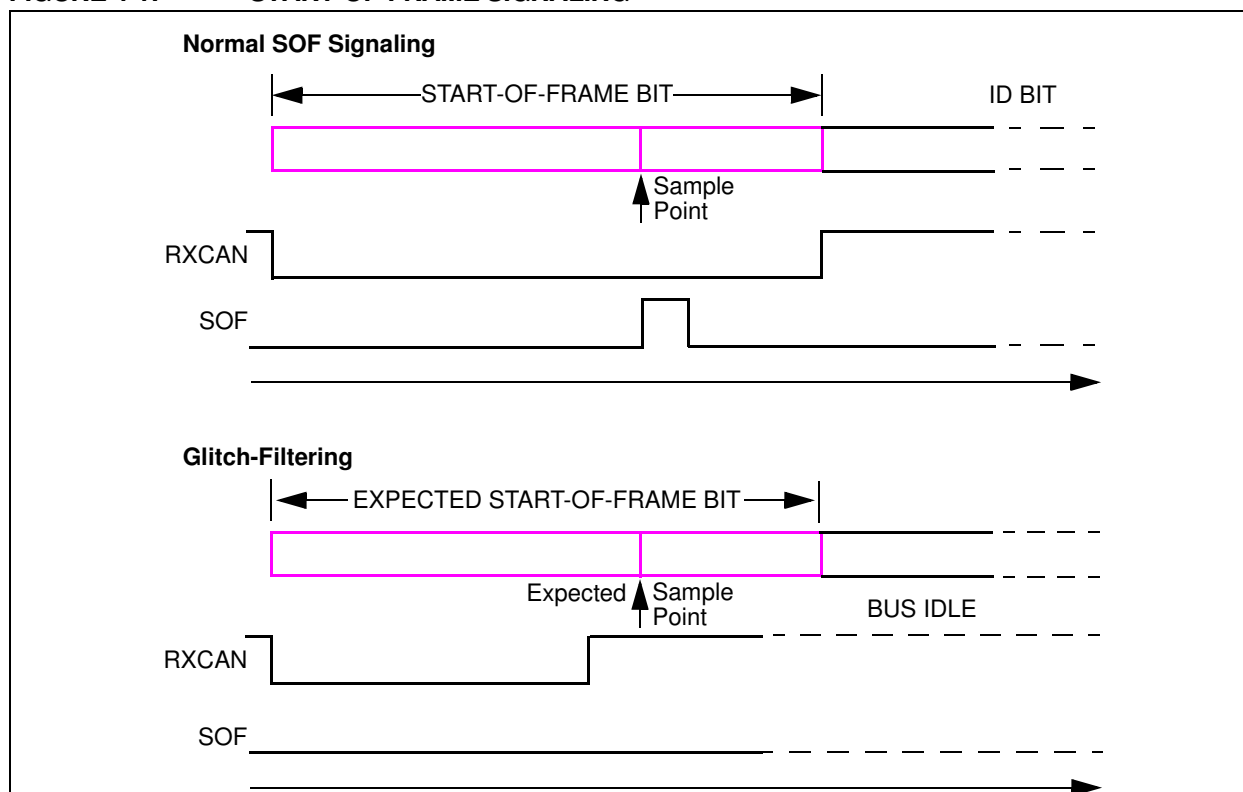 Normal SOF Signaling
START-OF-FRAME BIT
ID BIT
Sample
Point
RXCAN
SOF
Glitch-Filtering
EXPECTED START-OF-FRAME BIT
Expected
Sample
Point
BUS IDLE
RXCAN
SOF